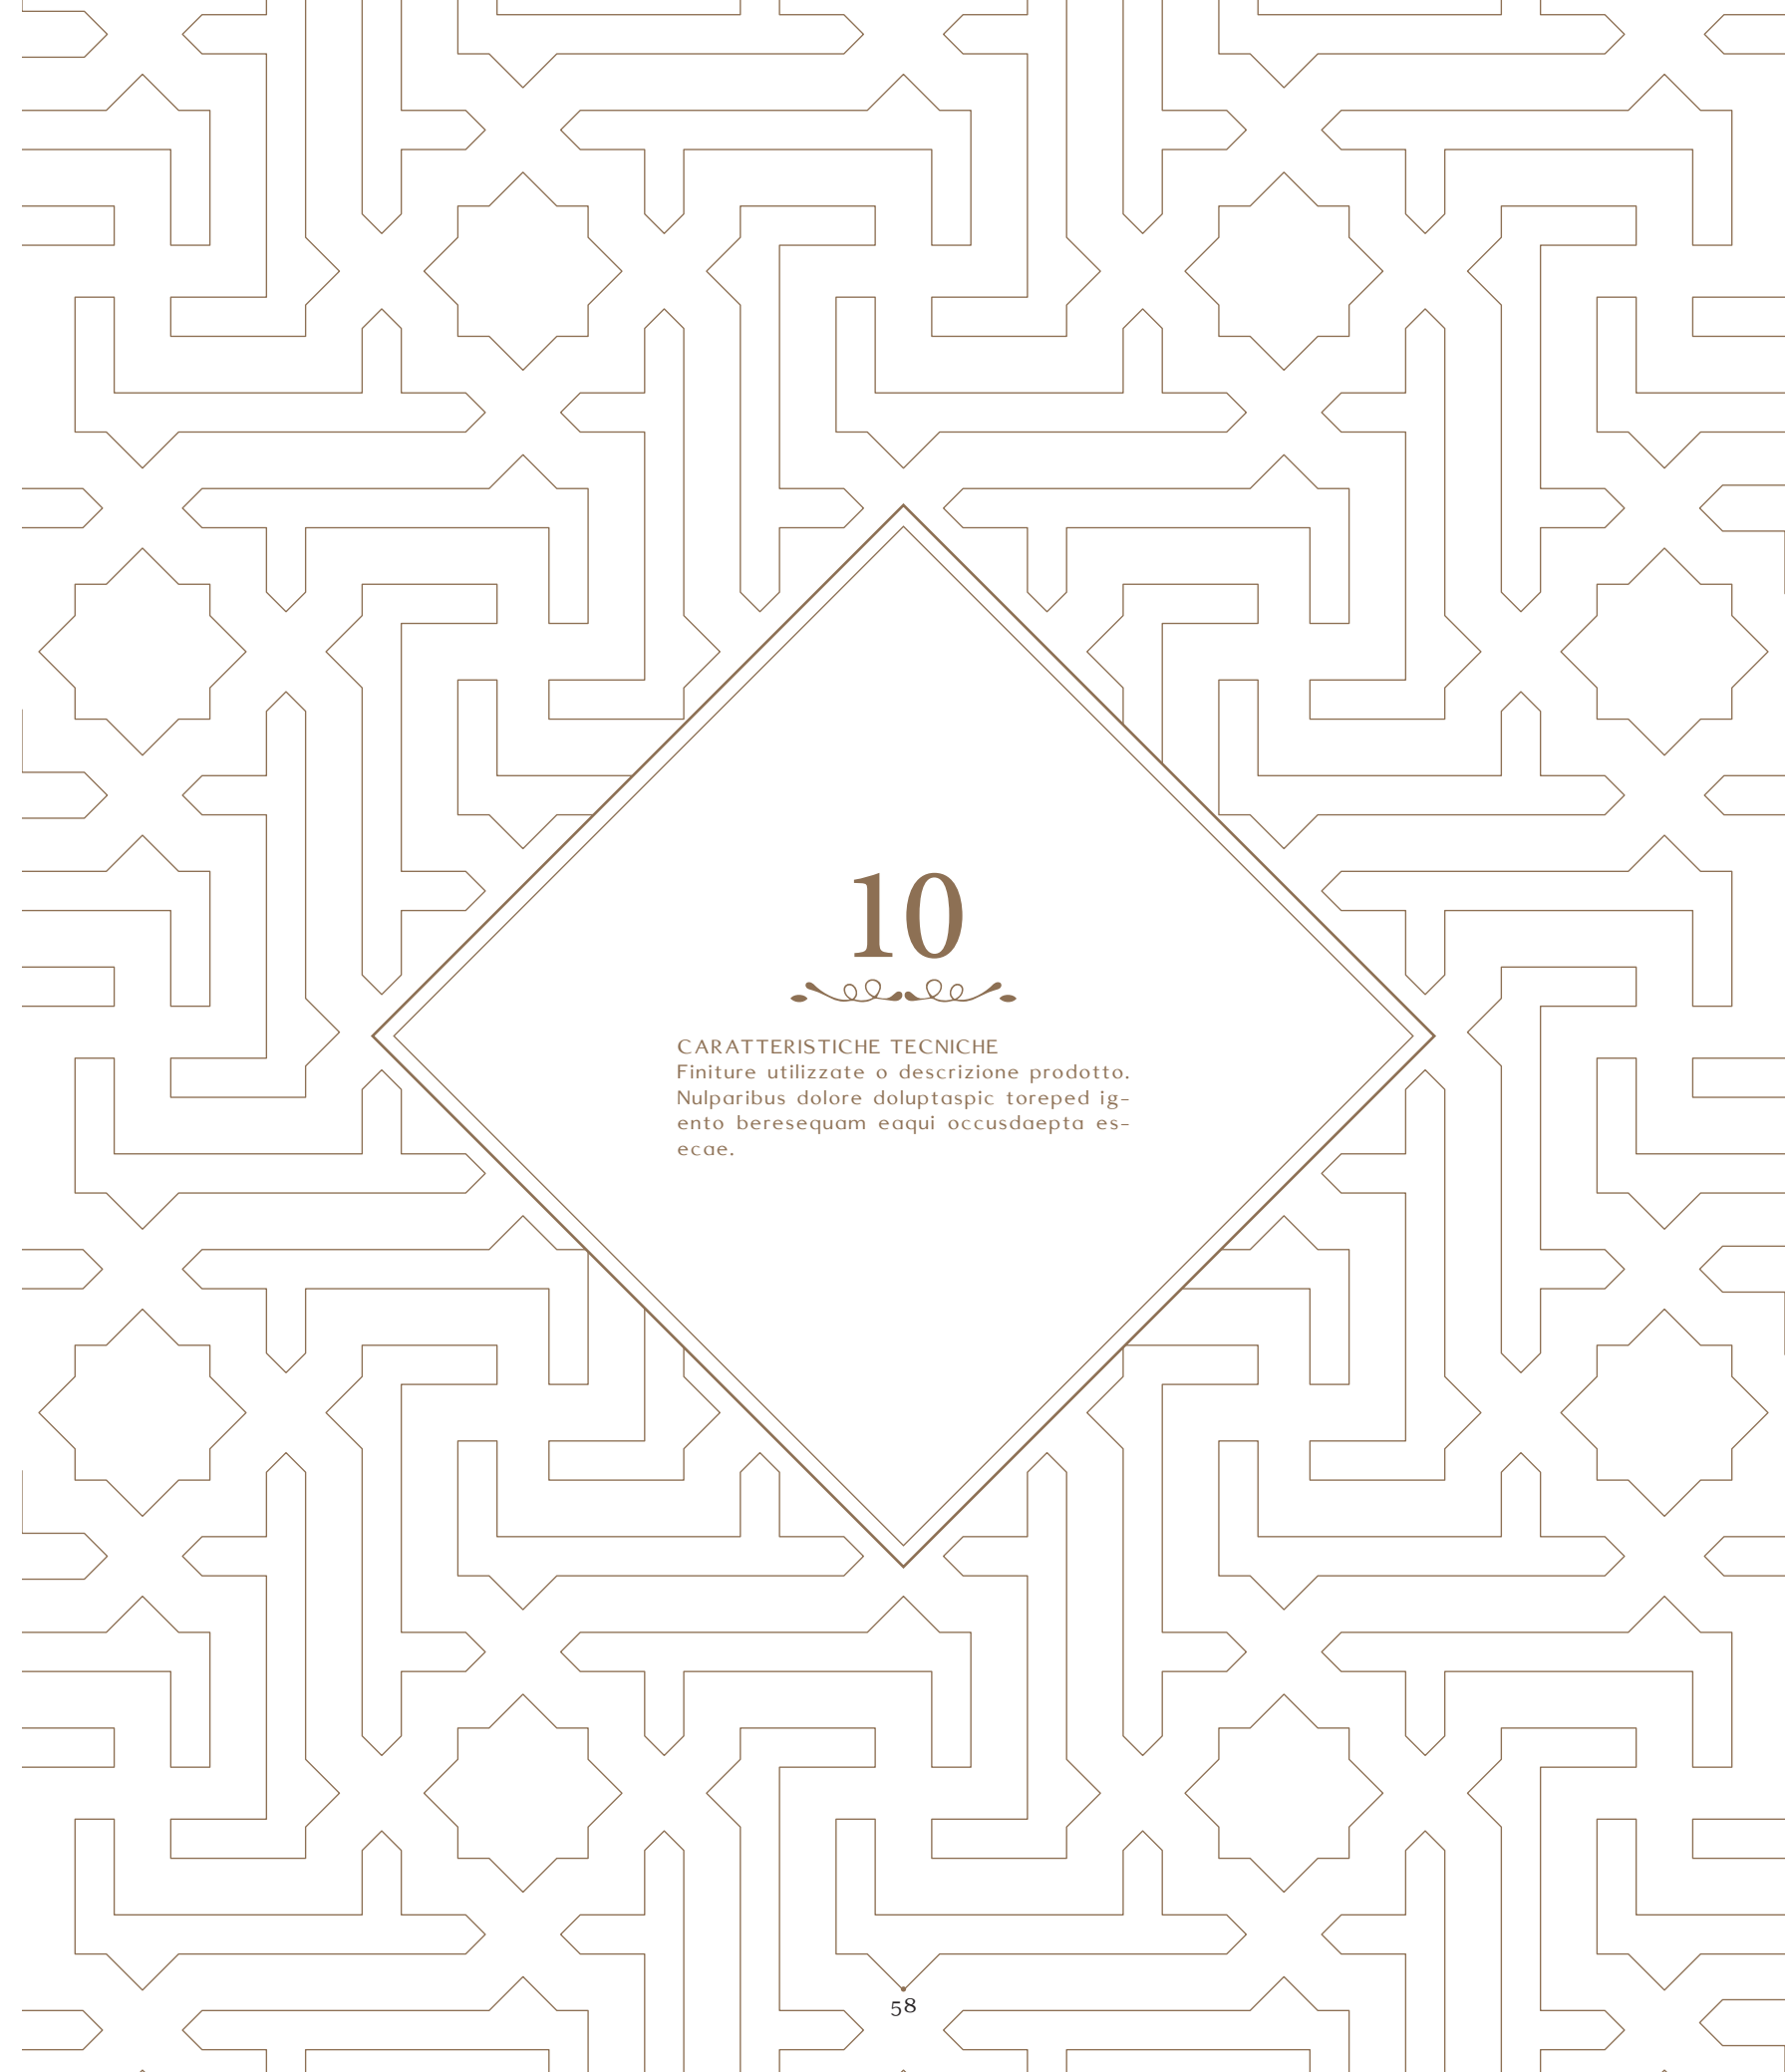 10
CARATTERISTICHE TECNICHE
Finiture utilizzate o descrizione prodotto.
Nulparibus dolore doluptaspic toreped ig-
ento beresequam eaqui occusdaepta es-
ecae.
58